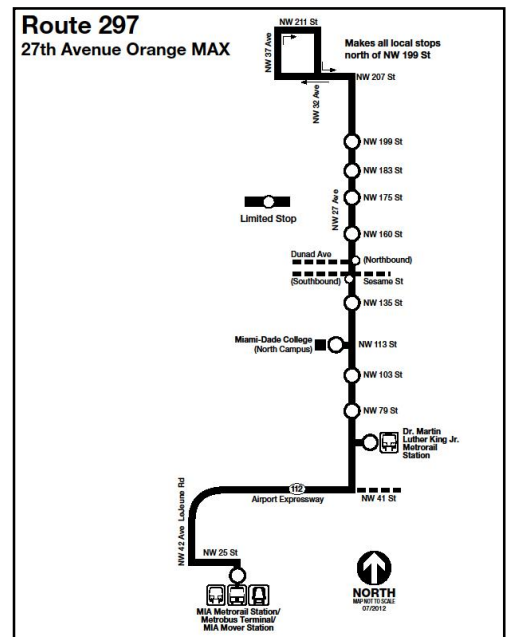 Route 297
27th Avenue Orange MAX
NW 211 St
NW 37 Ave
Makes all local stops
north of NW 199 St
NW 207 St
NW 32 Ave
NW 199 St
NW 183 St
NW 175 St
NW 27 Ave
Limited Stop
NW 160 St
Dunad Ave
(Northbound)
(Southbound)
Sesame St
NW 135 St
Miami-Dade College
(North Campus)
NW 113 St
NW 103 St
NW 79 St
Dr. Martin
Luther King Jr.
Metrorail
Station
112
Airport Expressway
NW 41 St
NW 42 Ave LeJeune Rd
NW 25 St
MIA Metrorail Station/
Metrobus Terminal/
MIA Mover Station
NORTH
MAP NOT TO SCALE
07/2012